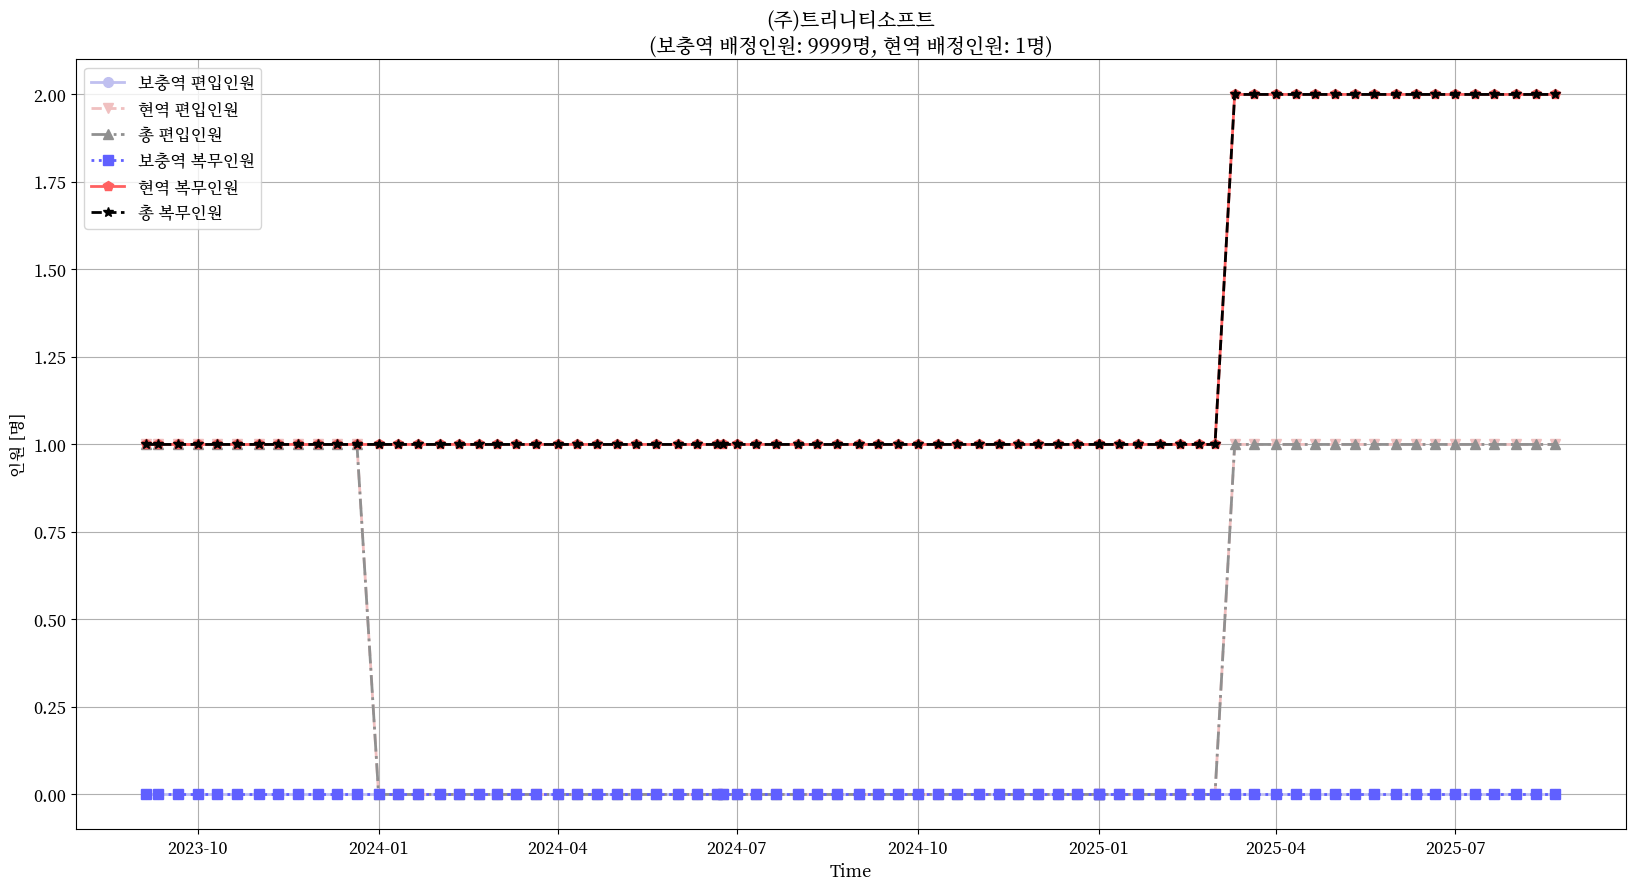 (주)트리니티소프트
(보충역 배정인원: 9999명, 현역 배정인원: 1명)
보충역 편입인원
현역 편입인원
총 편입인원
보충역 복무인원
현역 복무인원
총 복무인원
2.00
1.75
1.50
1.25
1.00
0.75
0.50
0.25
0.00
인원 [명]
2023-10
2024-01
2024-04
2024-07
2024-10
2025-01
2025-04
2025-07
Time